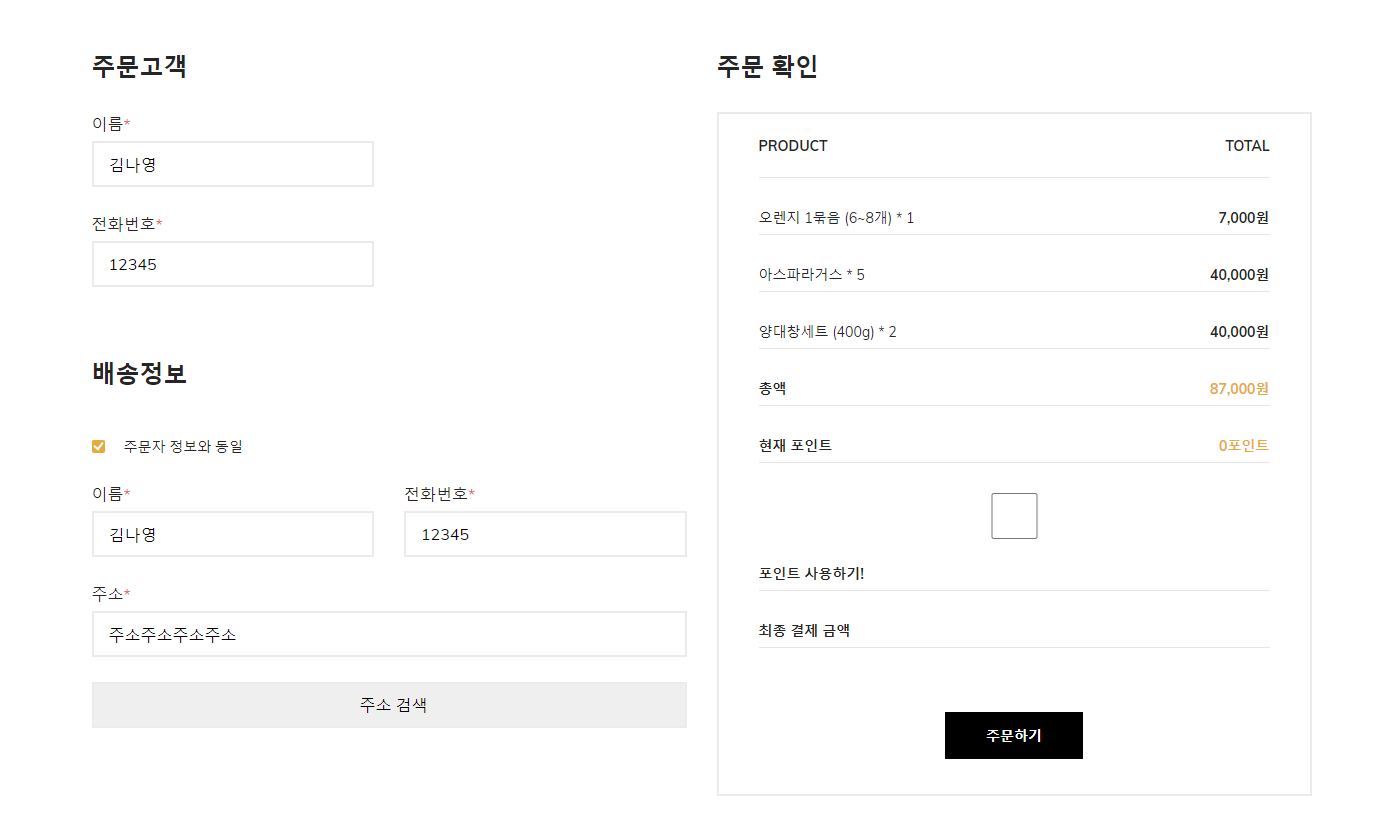 주문고객
이름*
김나영
전화번호*
12345
배송정보
주문자 정보와 동일
이름* 전화번호*
김나영 12345
주소*
주소주소주소주소
주소 검색
주문 확인
PRODUCT TOTAL
오렌지 1묶음 (6~8개) * 1 7,000원
아스파라거스 * 5 40,000원
양대창세트 (400g) * 2 40,000원
총액 87,000원
현재 포인트 0포인트
포인트 사용하기!
최종 결제 금액
주문하기